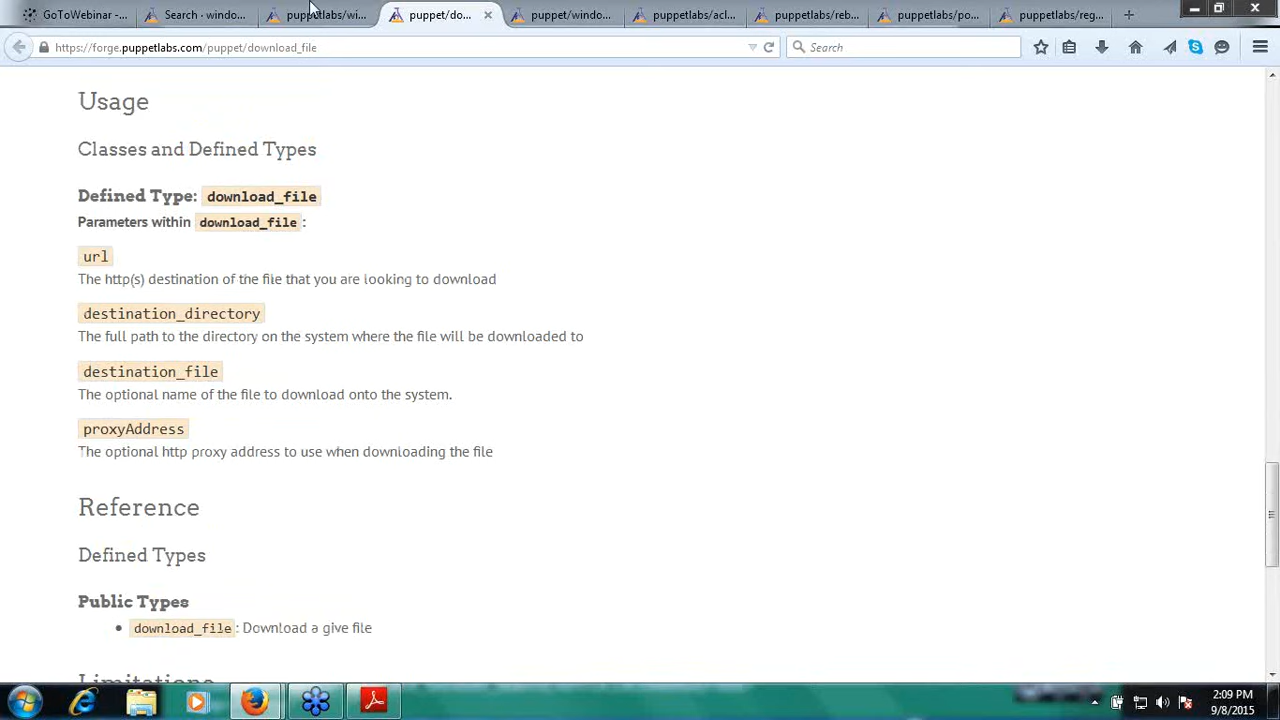 GoToWebinar -...
Search - window...
puppetlabs/wi...
puppet/do...
puppet/windo...
puppetlabs/acl...
puppetlabs/reb...
puppetlabs/po...
puppetlabs/reg...
https://forge.puppetlabs.com/puppet/download_file
Search
Usage
Classes and Defined Types
Defined Type: download_file
Parameters within download_file :
url
The http(s) destination of the file that you are looking to download
destination_directory
The full path to the directory on the system where the file will be downloaded to
destination_file
The optional name of the file to download onto the system.
proxyAddress
The optional http proxy address to use when downloading the file
Reference
Defined Types
Public Types
• download_file: Download a give file
Limitations
2:09 PM
9/8/2015